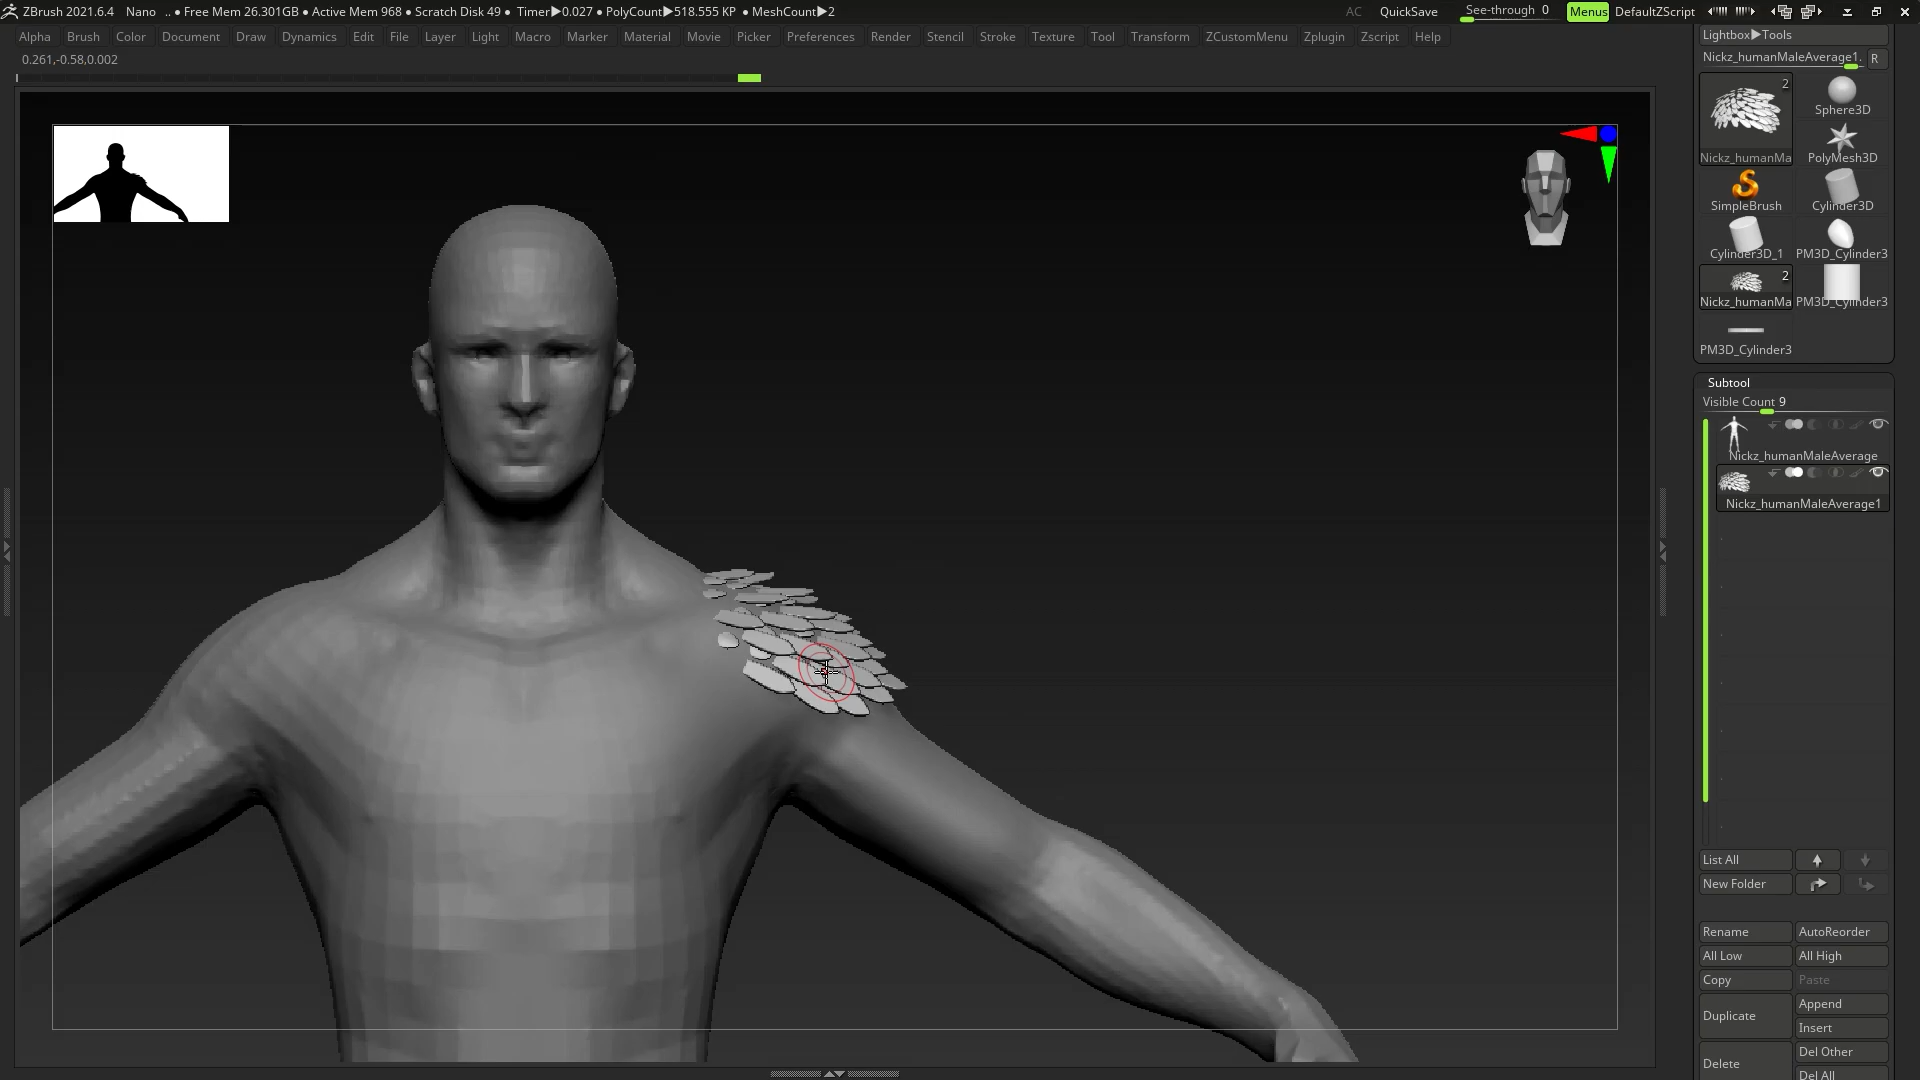 ZBrush 2021.6.4 Nano .. ● Free Mem 26.301GB ● Active Mem 968 ● Scratch Disk 49 ● Timer▶0.027 ● PolyCount▶518.555 KP ● MeshCount▶2 AC QuickSave See-through 0 Menus DefaultZScript
Alpha Brush Color Document Draw Dynamics Edit File Layer Light Macro Marker Material Movie Picker Preferences Render Stencil Stroke Texture Tool Transform ZCustomMenu Zplugin Zscript Help
0.261,-0.58,0.002
Lightbox▶Tools
Nickz_humanMaleAverage1. R
2
Sphere3D
Nickz_humanMa PolyMesh3D
SimpleBrush Cylinder3D
Cylinder3D_1 PM3D_Cylinder3
2
Nickz_humanMa PM3D_Cylinder3
PM3D_Cylinder3
Subtool
Visible Count 9
Nickz_humanMaleAverage
Nickz_humanMaleAverage1
List All
New Folder
Rename AutoReorder
All Low All High
Copy Paste
Duplicate Append
Insert
Delete Del Other
Del All